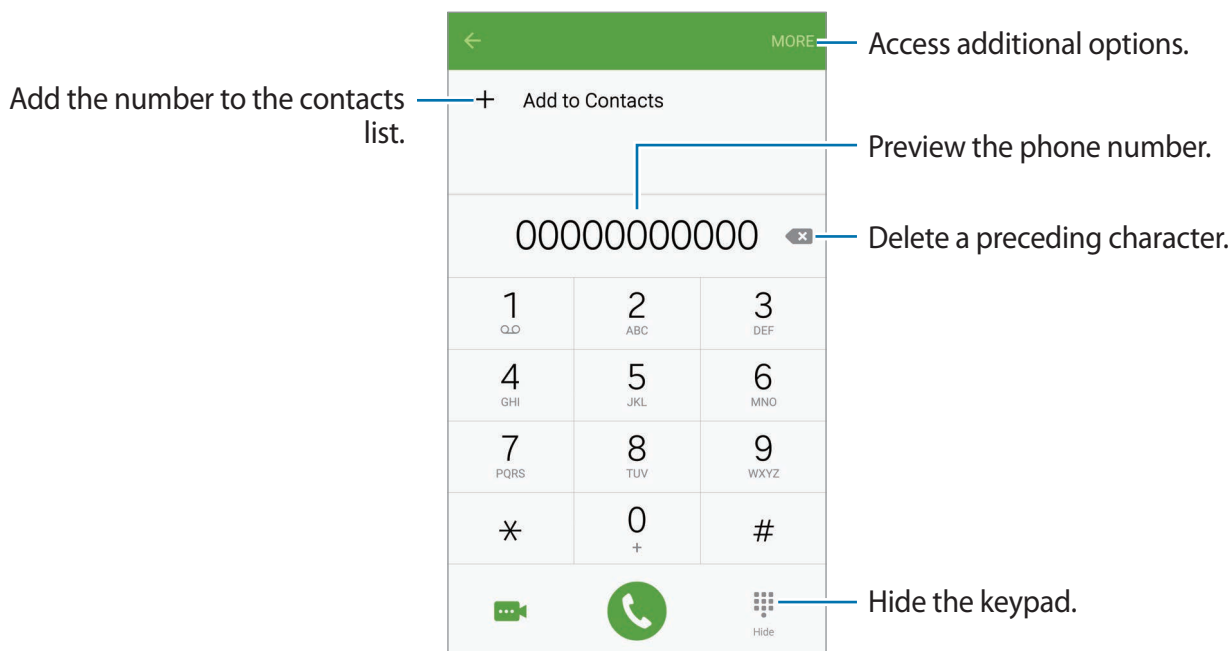 MORE
Access additional options.
Add the number to the contacts
list.
+ Add to Contacts
Preview the phone number.
00000000000
Delete a preceding character.
1 2 3
ABC DEF
4 5 6
GHI JKL MNO
7 8 9
PQRS TUV WXYZ
* 0 #
+
Hide the keypad.
Hide